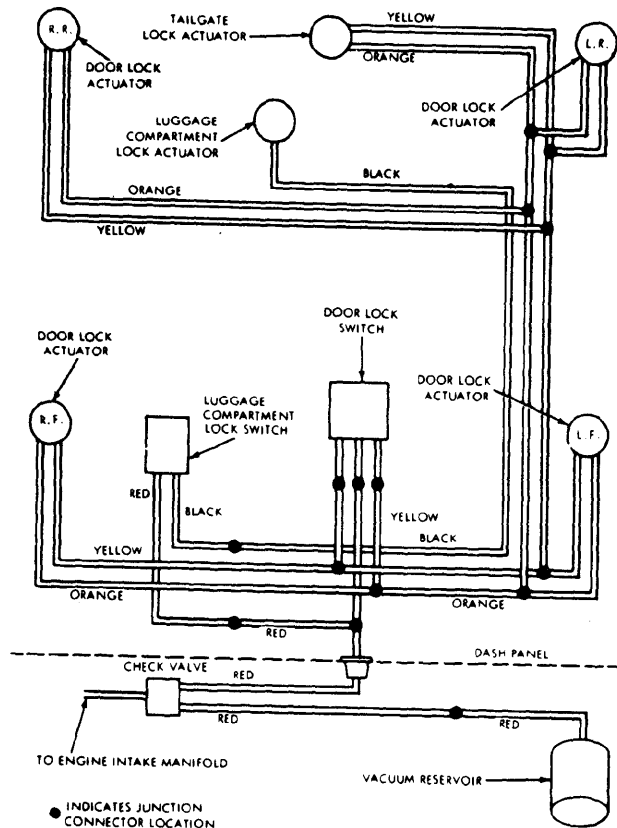 YELLOW
TAILGATE
LOCK ACTUATOR
R.R.
L.R.
ORANGE
DOOR LOCK
ACTUATOR
DOOR LOCK
ACTUATOR
LUGGAGE
COMPARTMENT
LOCK ACTUATOR
BLACK
ORANGE
YELLOW
DOOR LOCK
SWITCH
DOOR LOCK
ACTUATOR
DOOR LOCK
ACTUATOR
LUGGAGE
COMPARTMENT
LOCK SWITCH
R.F.
L.F.
RED
BLACK
YELLOW
BLACK
YELLOW
ORANGE
ORANGE
RED
DASH PANEL
CHECK VALVE
RED
RED
RED
TO ENGINE INTAKE MANIFOLD
VACUUM RESERVOIR
INDICATES JUNCTION
CONNECTOR LOCATION